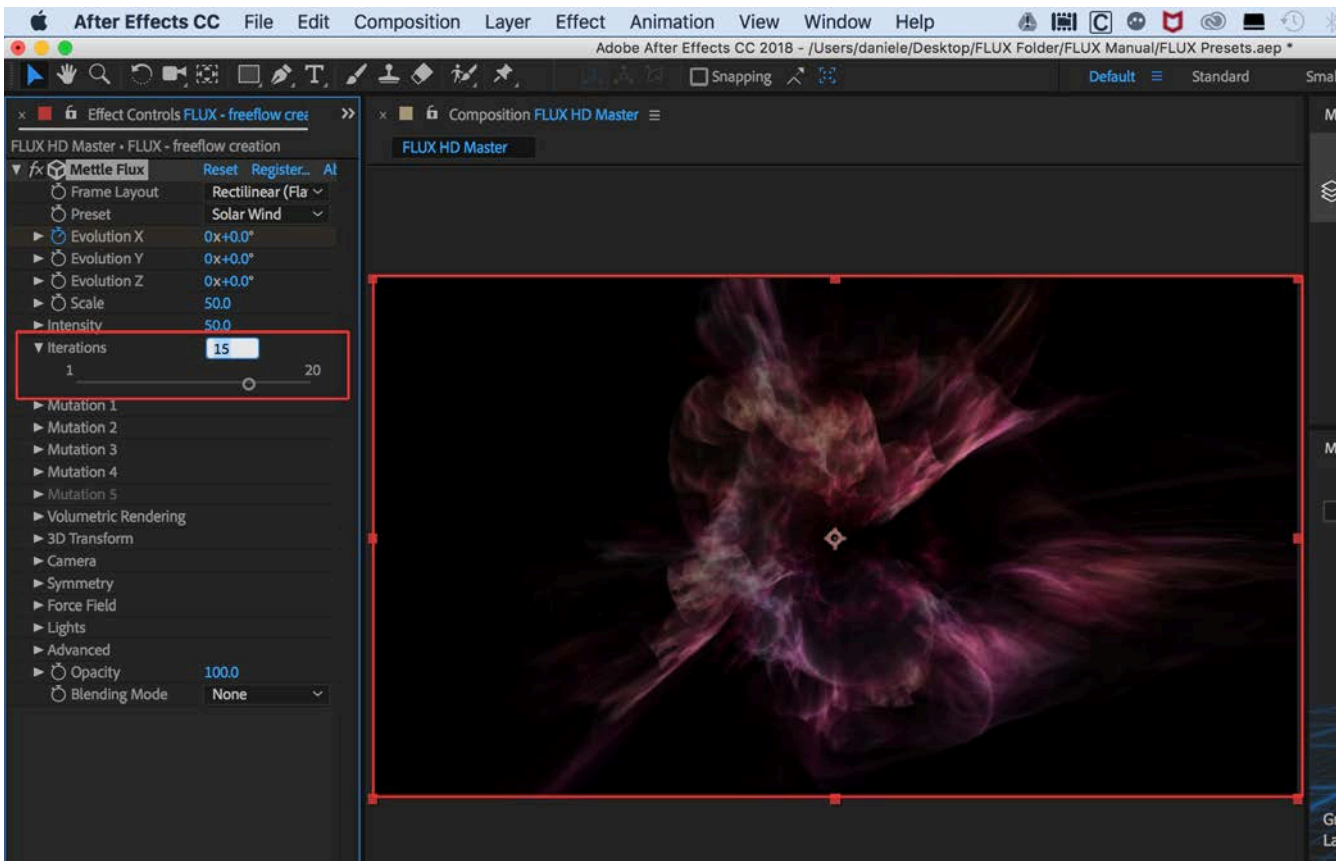 After Effects CC File Edit Composition Layer Effect Animation View Window Help
Adobe After Effects CC 2018 - /Users/daniele/Desktop/FLUX Folder/FLUX Manual/FLUX Presets.aep *
Snapping Default Standard Smal
Effect Controls FLUX - freeflow crea
Composition FLUX HD Master
FLUX HD Master • FLUX - freeflow creation
FLUX HD Master
fx Mettle Flux Reset Register... Ab
Frame Layout Rectilinear (Fla
Preset Solar Wind
Evolution X 0x+0.0°
Evolution Y 0x+0.0°
Evolution Z 0x+0.0°
Scale 50.0
Intensity 50.0
Iterations 15
1 20
Mutation 1
Mutation 2
Mutation 3
Mutation 4
Mutation 5
Volumetric Rendering
3D Transform
Camera
Symmetry
Force Field
Lights
Advanced
Opacity 100.0
Blending Mode None